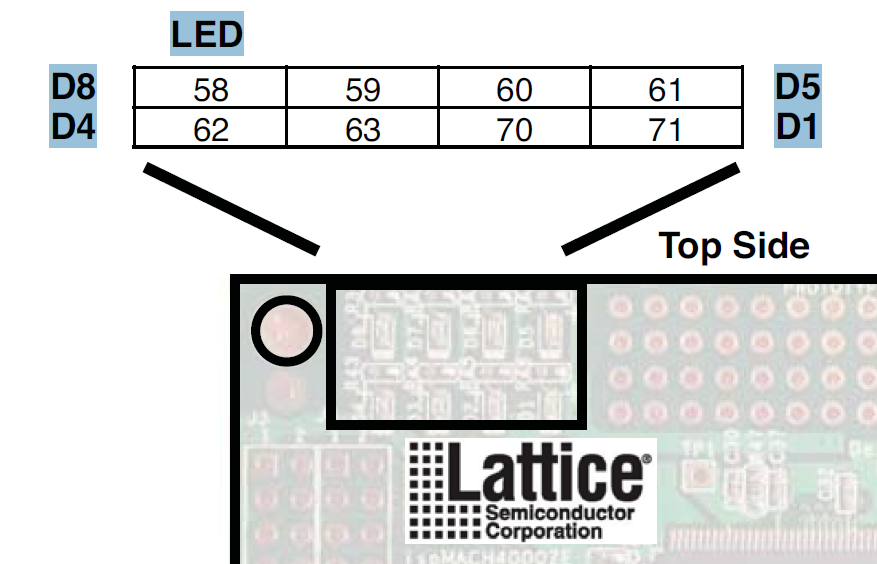 LED
D8 58 59 60 61 D5
D4 62 63 70 71 D1
Top Side
Lattice®
Semiconductor
Corporation